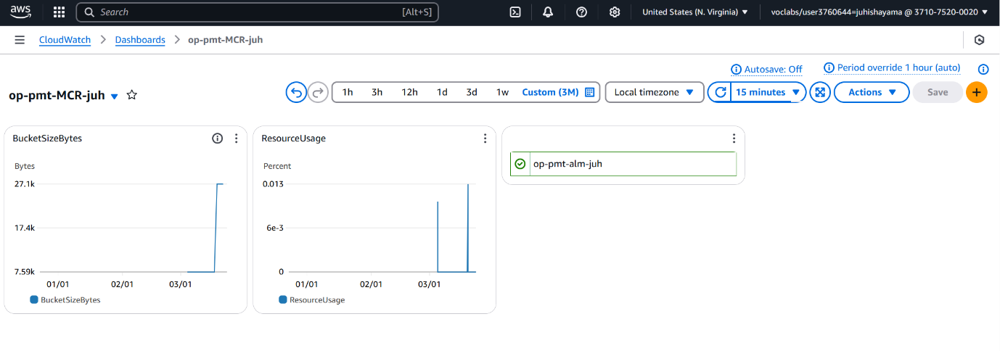 aws
Search [Alt+S]
United States (N. Virginia)
voclabs/user3760644=juhishayama @ 3710-7520-0020
CloudWatch
Dashboards
op-pmt-MCR-juh
Autosave: Off
Period override 1 hour (auto)
op-pmt-MCR-juh
1h 3h 12h 1d 3d 1w Custom (3M)
Local timezone
15 minutes
Actions
Save
BucketSizeBytes
Bytes
27.1k
17.4k
7.59k
01/01 02/01 03/01
BucketSizeBytes
ResourceUsage
Percent
0.013
6e-3
0
01/01 02/01 03/01
ResourceUsage
op-pmt-alm-juh